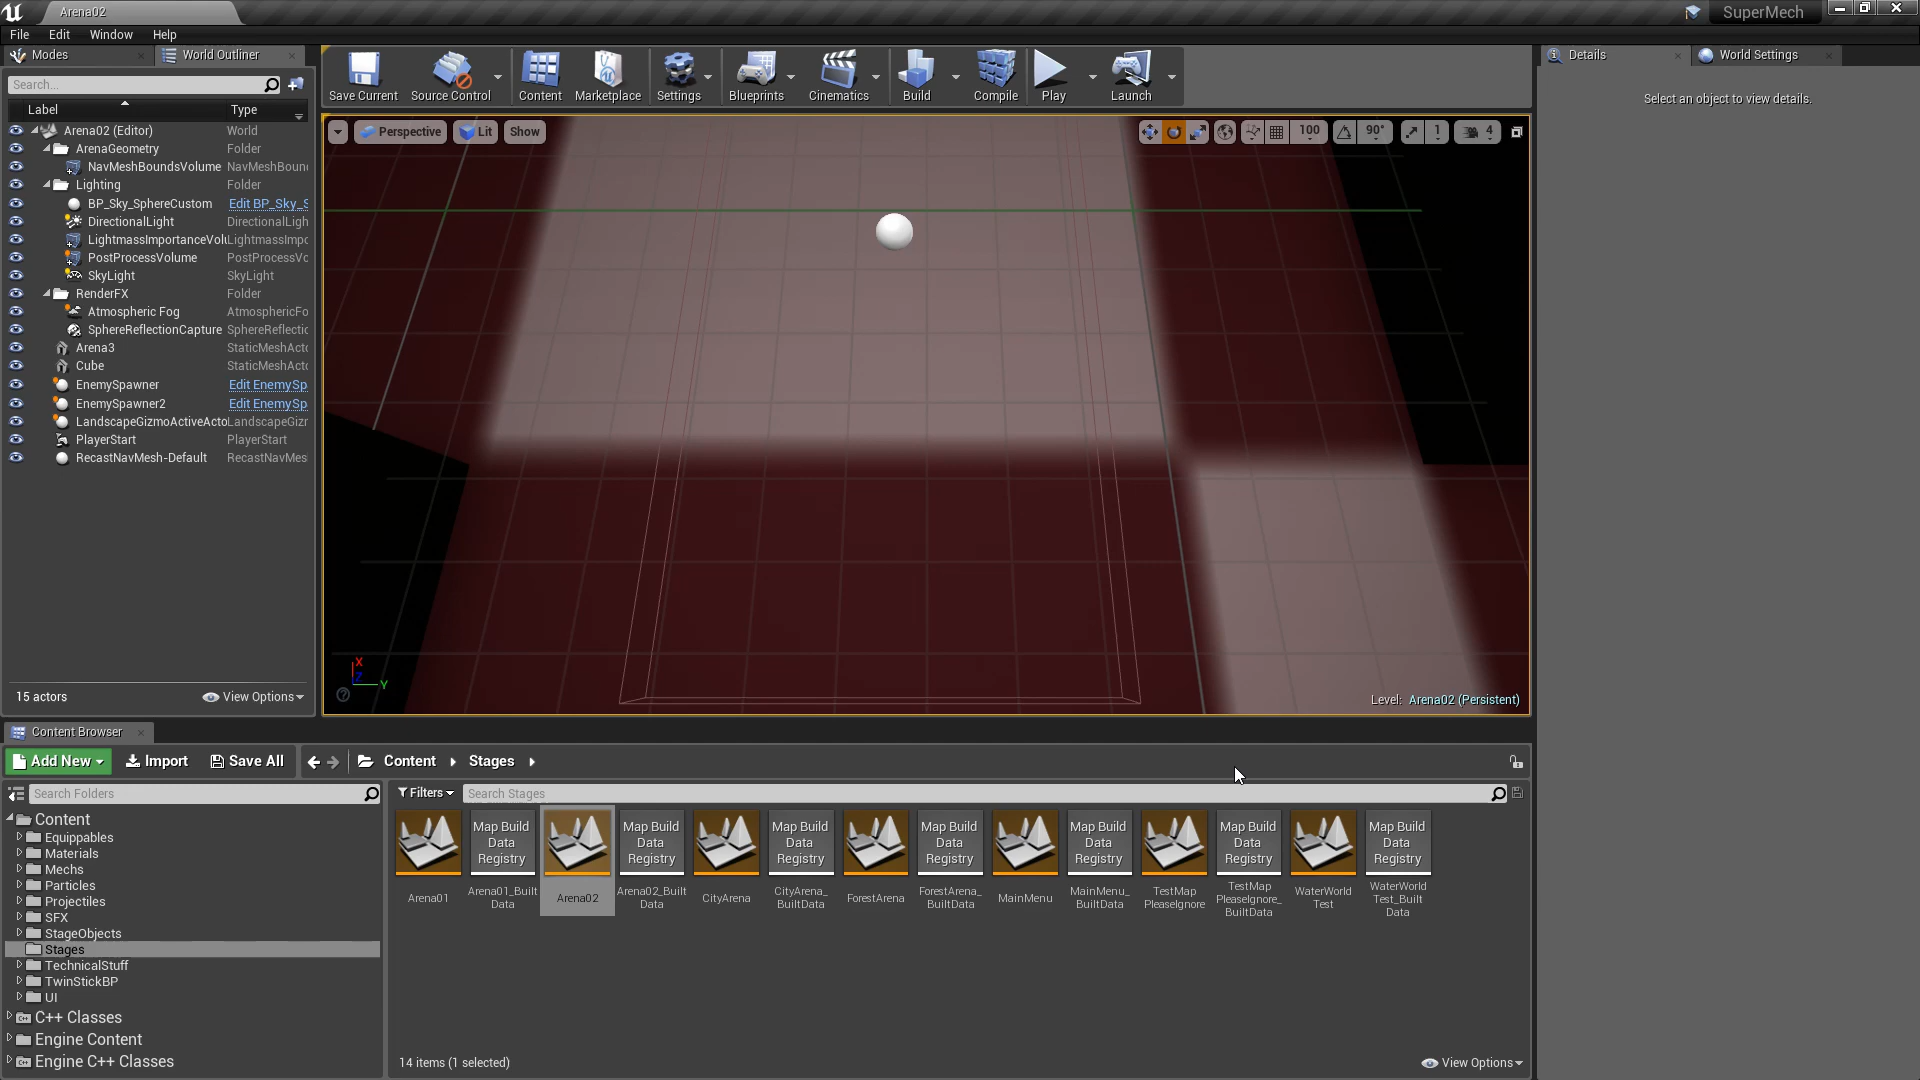 Arena02
SuperMech
File Edit Window Help
Modes
World Outliner
Search...
Label Type
Arena02 (Editor) World
ArenaGeometry Folder
NavMeshBoundsVolume NavMeshBoun
Lighting Folder
BP_Sky_SphereCustom Edit BP_Sky_S
DirectionalLight DirectionalLigh
LightmassImportanceVolu LightmassImpo
PostProcessVolume PostProcessVo
SkyLight SkyLight
RenderFX Folder
Atmospheric Fog AtmosphericFo
SphereReflectionCapture SphereReflectio
Arena3 StaticMeshActo
Cube StaticMeshActo
EnemySpawner Edit EnemySp
EnemySpawner2 Edit EnemySp
LandscapeGizmoActiveActo LandscapeGizm
PlayerStart PlayerStart
RecastNavMesh-Default RecastNavMes
15 actors
View Options
Save Current
Source Control
Content
Marketplace
Settings
Blueprints
Cinematics
Build
Compile
Play
Launch
Perspective
Lit
Show
100
90°
1
4
X
Z
Y
Level: Arena02 (Persistent)
Details
World Settings
Select an object to view details.
Content Browser
Add New
Import
Save All
Content
Stages
Search Folders
Content
Equippables
Materials
Mechs
Particles
Projectiles
SFX
StageObjects
Stages
TechnicalStuff
TwinStickBP
UI
C++ Classes
Engine Content
Engine C++ Classes
Filters
Search Stages
Arena01
Map Build
Data
Registry
Arena01_Built
Data
Arena02
Map Build
Data
Registry
Arena02_Built
Data
CityArena
Map Build
Data
Registry
CityArena_
BuiltData
ForestArena
Map Build
Data
Registry
ForestArena_
BuiltData
MainMenu
Map Build
Data
Registry
MainMenu_
BuiltData
TestMap
PleaseIgnore
Map Build
Data
Registry
TestMap
PleaseIgnore_
BuiltData
WaterWorld
Test
Map Build
Data
Registry
WaterWorld
Test_Built
Data
14 items (1 selected)
View Options